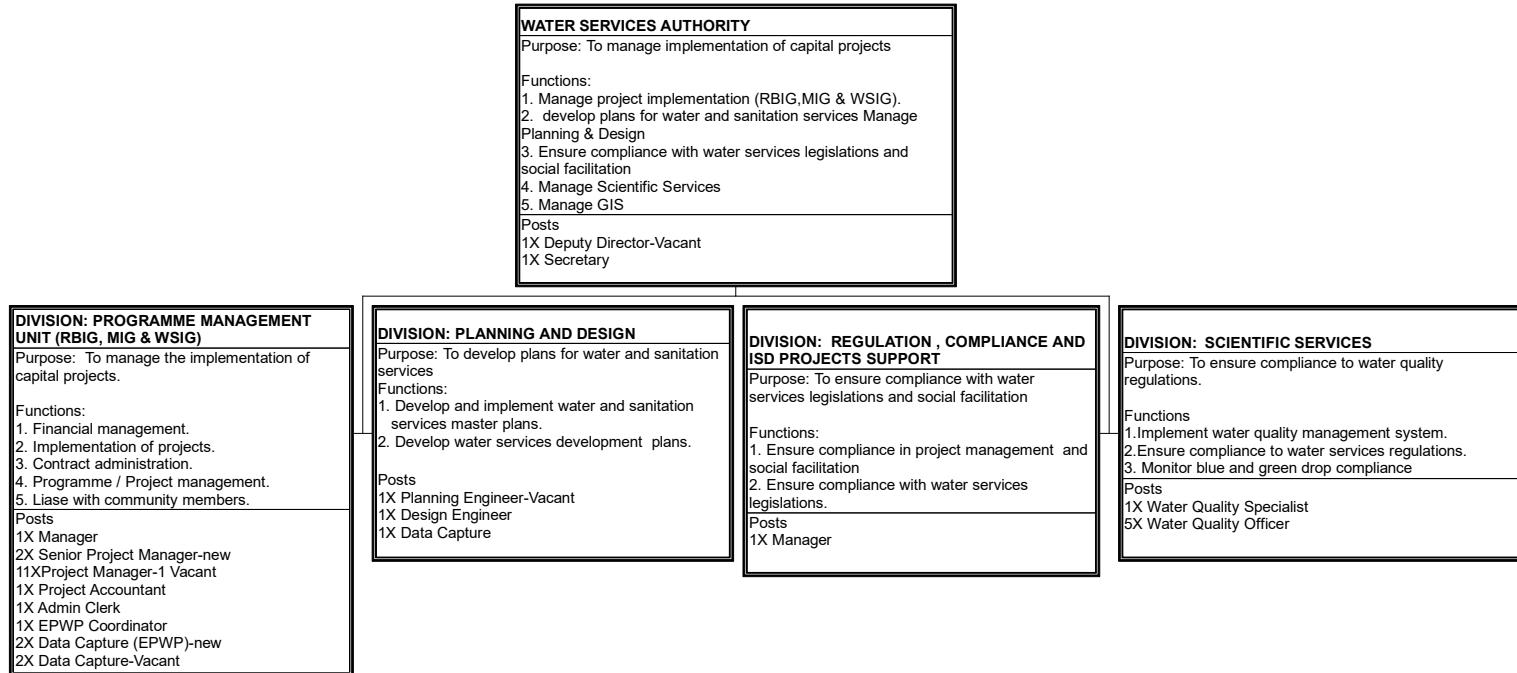 WATER SERVICES AUTHORITY
Purpose: To manage implementation of capital projects
Functions:
1. Manage project implementation (RBIG,MIG & WSIG).
2.  develop plans for water and sanitation services Manage
Planning & Design
3. Ensure compliance with water services legislations and
social facilitation
4. Manage Scientific Services
5. Manage GIS
Posts
1X Deputy Director-Vacant
1X Secretary
DIVISION: PROGRAMME MANAGEMENT
UNIT (RBIG, MIG & WSIG)
Purpose:  To manage the implementation of
capital projects.
Functions:
1. Financial management.
2. Implementation of projects.
3. Contract administration.
4. Programme / Project management.
5. Liase with community members.
Posts
1X Manager
2X Senior Project Manager-new
11XProject Manager-1 Vacant
1X Project Accountant
1X Admin Clerk
1X EPWP Coordinator
2X Data Capture (EPWP)-new
2X Data Capture-Vacant
DIVISION: PLANNING AND DESIGN
Purpose: To develop plans for water and sanitation
services
Functions:
1. Develop and implement water and sanitation
services master plans.
2. Develop water services development  plans.
Posts
1X Planning Engineer-Vacant
1X Design Engineer
1X Data Capture
DIVISION:  REGULATION , COMPLIANCE AND
ISD PROJECTS SUPPORT
Purpose: To ensure compliance with water
services legislations and social facilitation
Functions:
1. Ensure compliance in project management  and
social facilitation
2. Ensure compliance with water services
legislations.
Posts
1X Manager
DIVISION:  SCIENTIFIC SERVICES
Purpose: To ensure compliance to water quality
regulations.
Functions
1.Implement water quality management system.
2.Ensure compliance to water services regulations.
3. Monitor blue and green drop compliance
Posts
1X Water Quality Specialist
5X Water Quality Officer